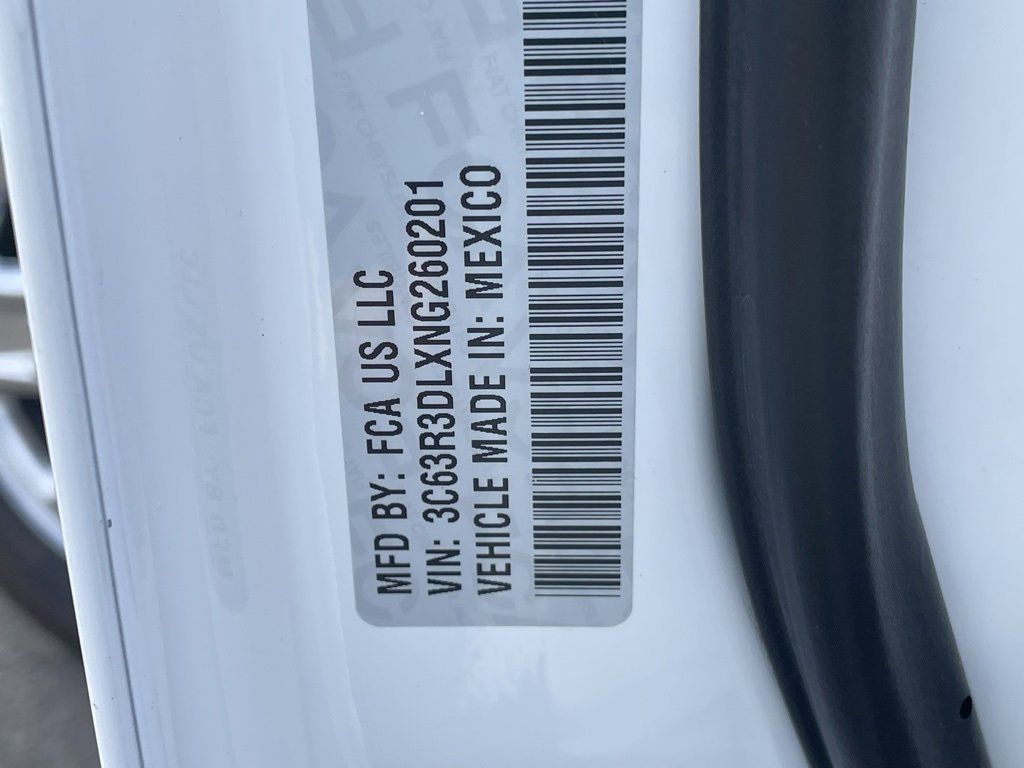 MFD BY: FCA US LLC
VIN: 3C63R3DLXNG260201
VEHICLE MADE IN: MEXICO